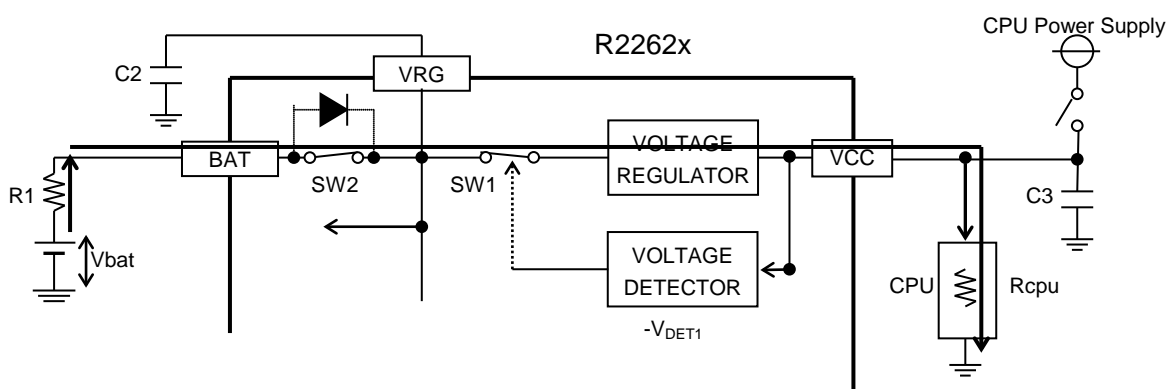 CPU Power Supply
R2262x
C2
VRG
BAT
VOLTAGE
REGULATOR
VCC
R1
SW2
SW1
C3
Vbat
VOLTAGE
DETECTOR
CPU
Rcpu
-VDET1